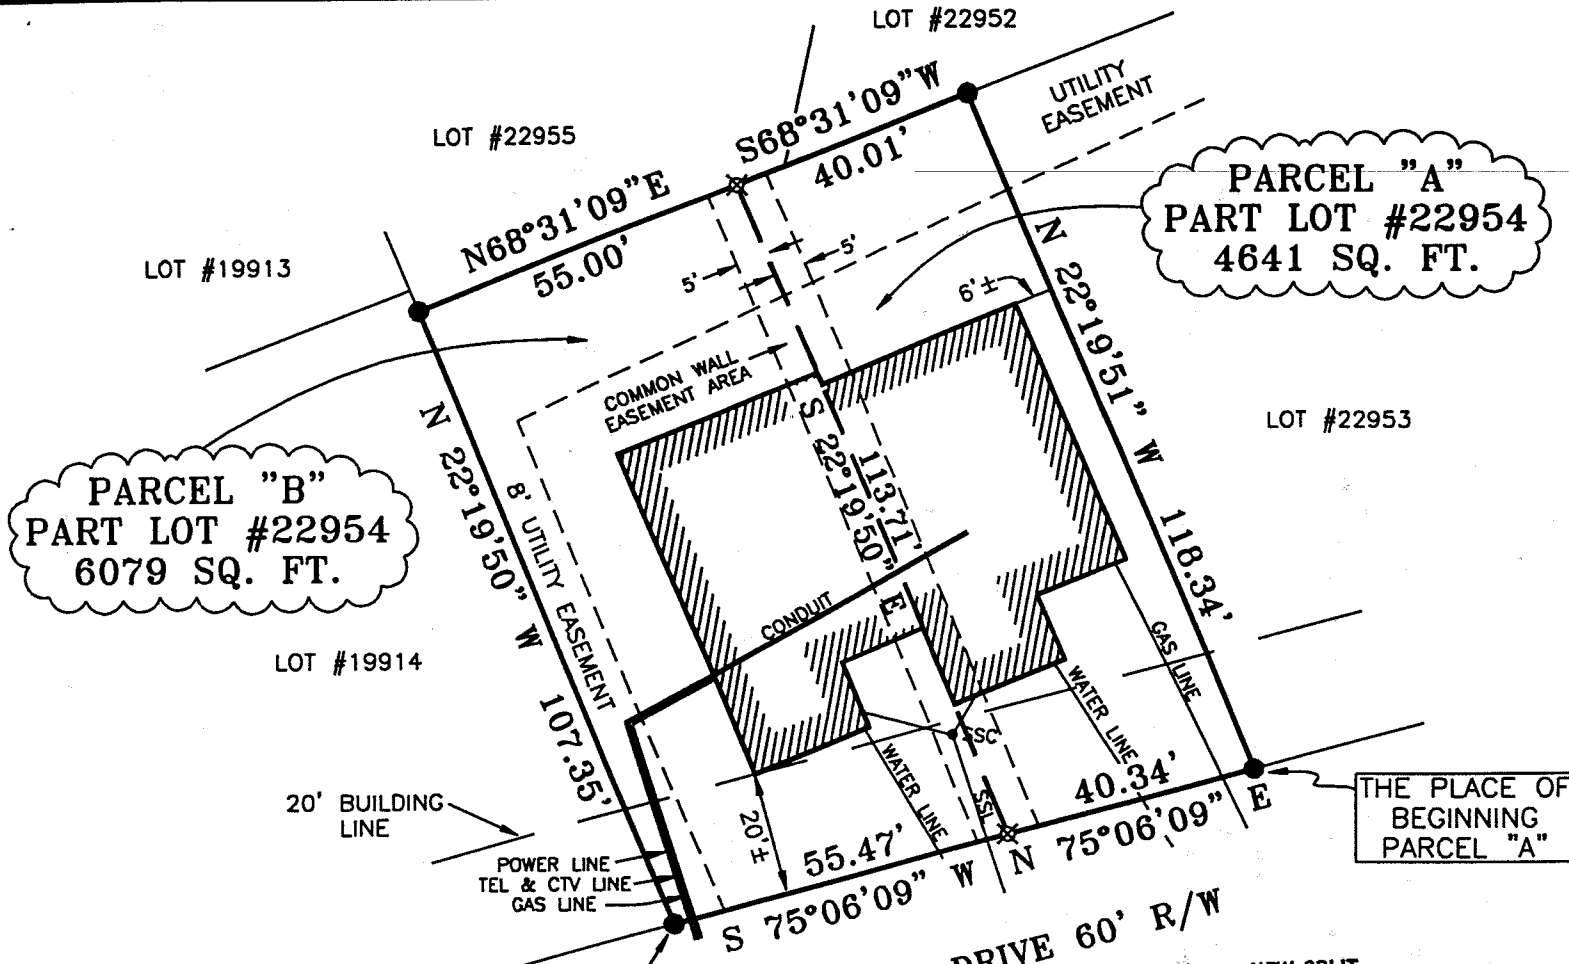 LOT #22952
UTILITY
EASEMENT
S68°31'09"W
40.01'
LOT #22955
N68°31'09"E
55.00'
PARCEL "A"
PART LOT #22954
4641 SQ. FT.
LOT #19913
5'
5'
6'±
N 22°19'51" W 118.34'
COMMON WALL
EASEMENT AREA
LOT #22953
PARCEL "B"
PART LOT #22954
6079 SQ. FT.
N 22°19'50" W 107.35'
8' UTILITY EASEMENT
S 22°19'50" E
113.71'
CONDUIT
LOT #19914
GAS LINE
WATER LINE
SSC
WATER LINE
SSL
20' BUILDING
LINE
20'±
40.34'
N 75°06'09" E
THE PLACE OF
BEGINNING
PARCEL "A"
POWER LINE
TEL & CTV LINE
GAS LINE
55.47'
S 75°06'09" W
DRIVE 60' R/W